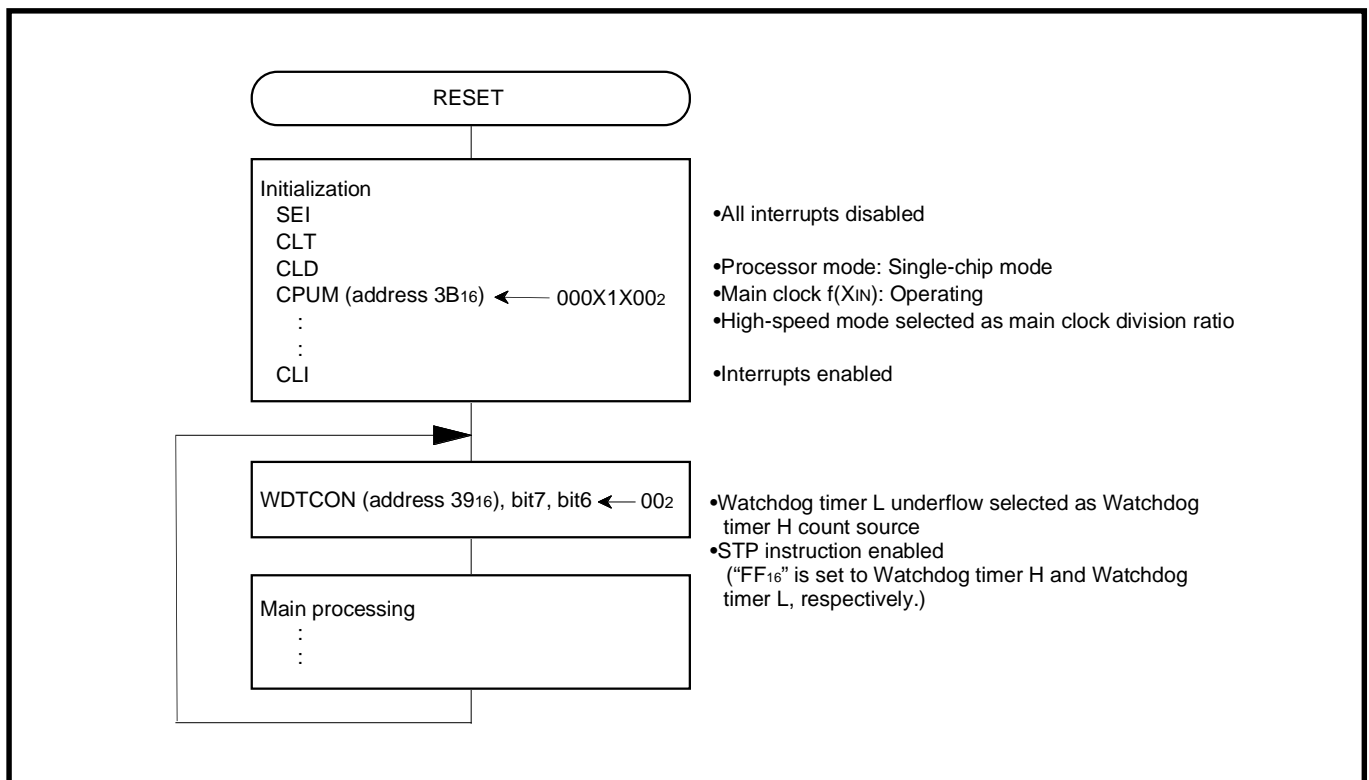 RESET
Initialization
SEI
•All interrupts disabled
CLT
CLD
•Processor mode: Single-chip mode
CPUM (address 3B16) ← 000X1X002
•Main clock f(XIN): Operating
:
•High-speed mode selected as main clock division ratio
:
CLI
•Interrupts enabled
WDTCON (address 3916), bit7, bit6 ← 002
•Watchdog timer L underflow selected as Watchdog
timer H count source
•STP instruction enabled
(“FF16” is set to Watchdog timer H and Watchdog
timer L, respectively.)
Main processing
:
: